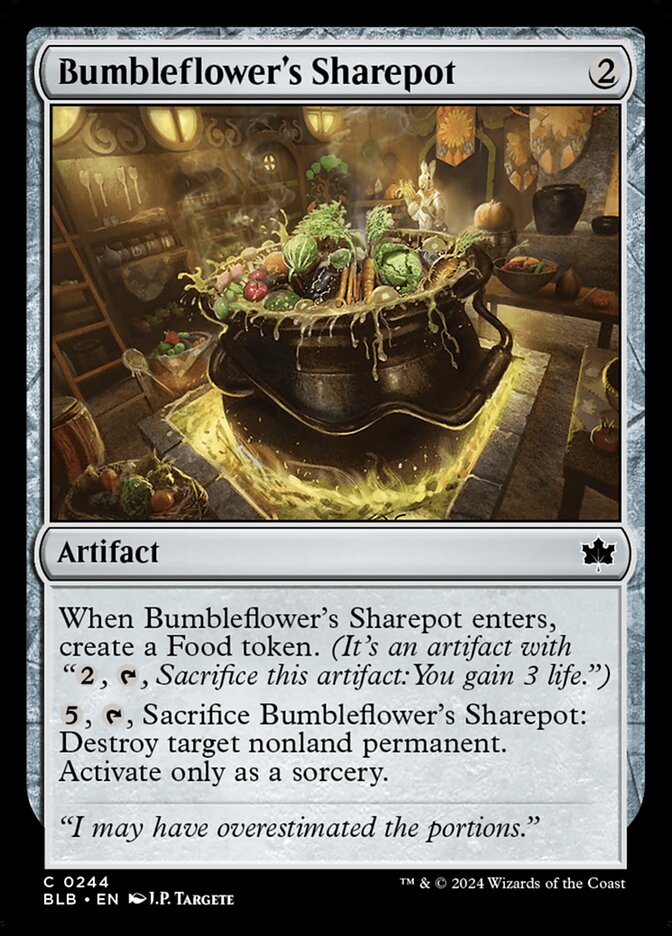 Bumbleflower's Sharepot 2
Artifact
When Bumbleflower's Sharepot enters,
create a Food token. (It's an artifact with
“2, , Sacrifice this artifact: You gain 3 life.”)
5, , Sacrifice Bumbleflower's Sharepot:
Destroy target nonland permanent.
Activate only as a sorcery.
“I may have overestimated the portions.”
C 0244
BLB • EN J.P. Targete
™ & © 2024 Wizards of the Coast